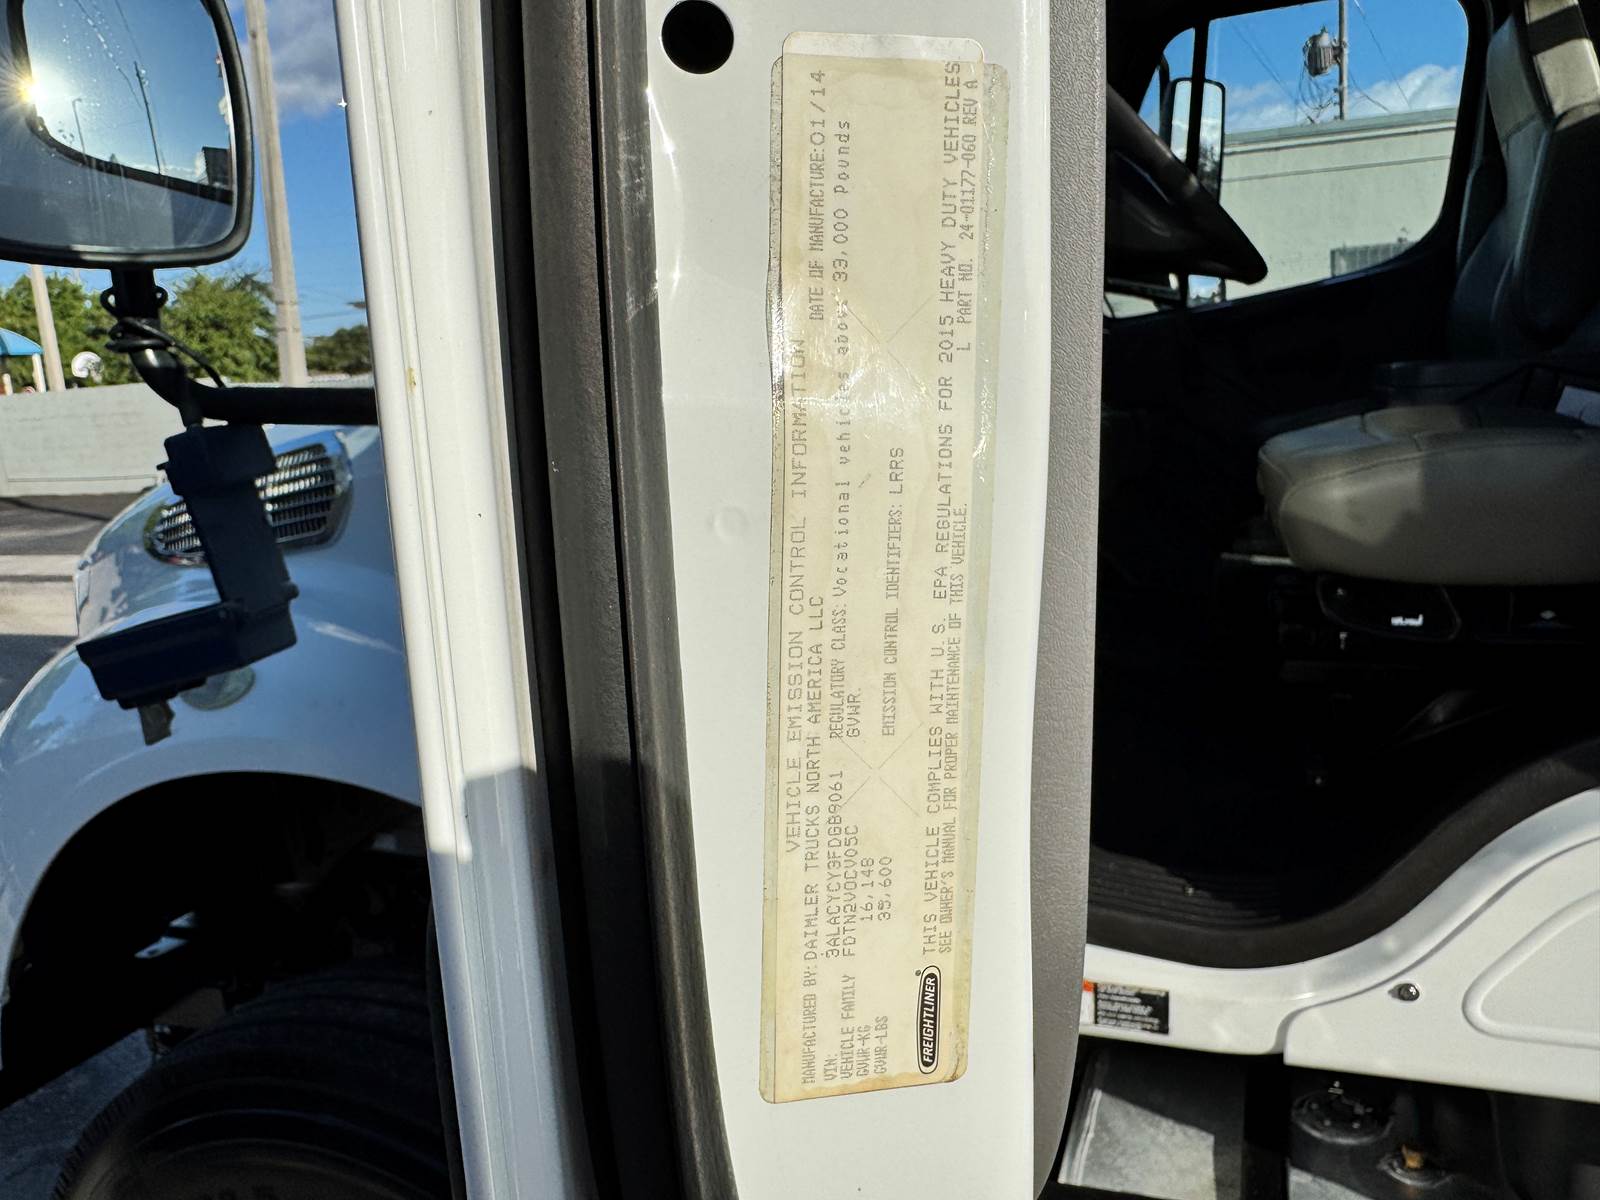 VEHICLE EMISSION CONTROL INFORMATION
MANUFACTURED BY: DAIMLER TRUCKS NORTH AMERICA LLC DATE OF MANUFACTURE: 01/14
VIN: 3ALACYCY3FDGB9061 REGULATORY CLASS: Vocational vehicles above 33,000 Pounds
VEHICLE FAMILY FDTN2VOCV05C GVWR.
GVWR-KG 16,148
GVWR-LBS 35,600 EMISSION CONTROL IDENTIFIERS: LRRS
FREIGHTLINER®
THIS VEHICLE COMPLIES WITH U.S. EPA REGULATIONS FOR 2015 HEAVY DUTY VEHICLES
SEE OWNER'S MANUAL FOR PROPER MAINTENANCE OF THIS VEHICLE. L PART NO. 24-01177-060 REV A